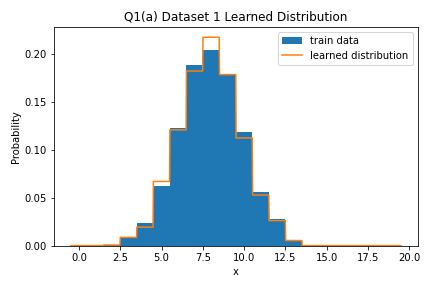 Q1(a) Dataset 1 Learned Distribution
train data
learned distribution
Probability
0.20
0.15
0.10
0.05
0.00
0.0 2.5 5.0 7.5 10.0 12.5 15.0 17.5 20.0
x